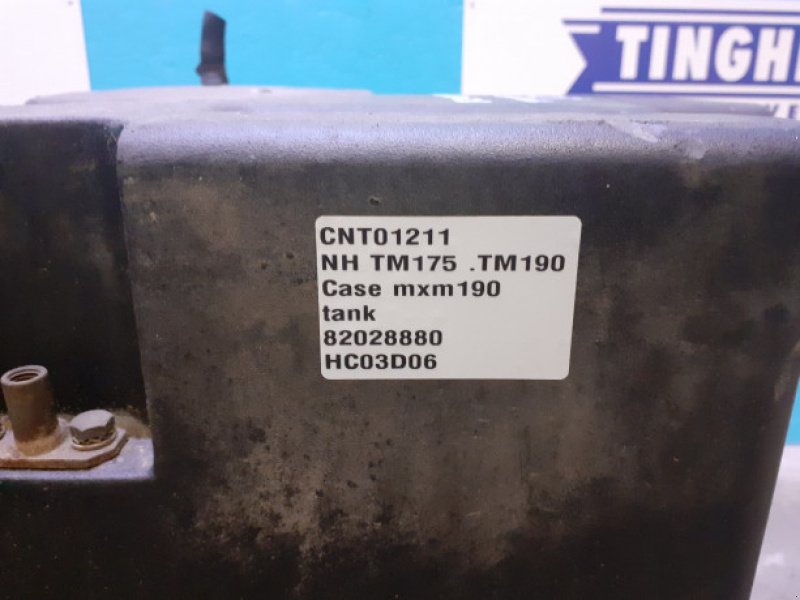 TINGH
CNT01211
NH TM175 .TM190
Case mxm190
tank
82028880
HC03D06